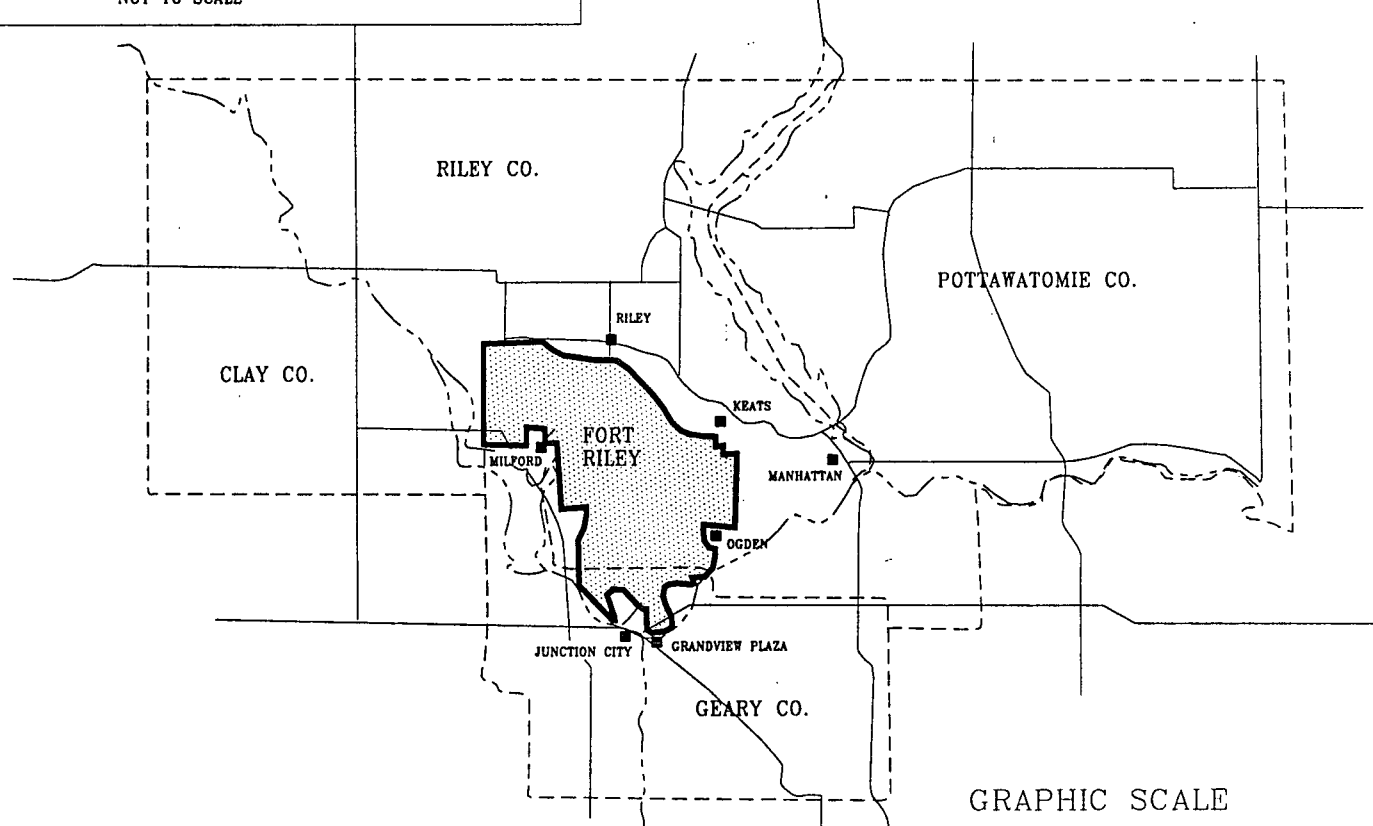 NOT TO SCALE
RILEY CO.
POTTAWATOMIE CO.
RILEY
CLAY CO.
KEATS
FORT
RILEY
MILFORD
MANHATTAN
OGDEN
JUNCTION CITY
GRANDVIEW PLAZA
GEARY CO.
GRAPHIC SCALE